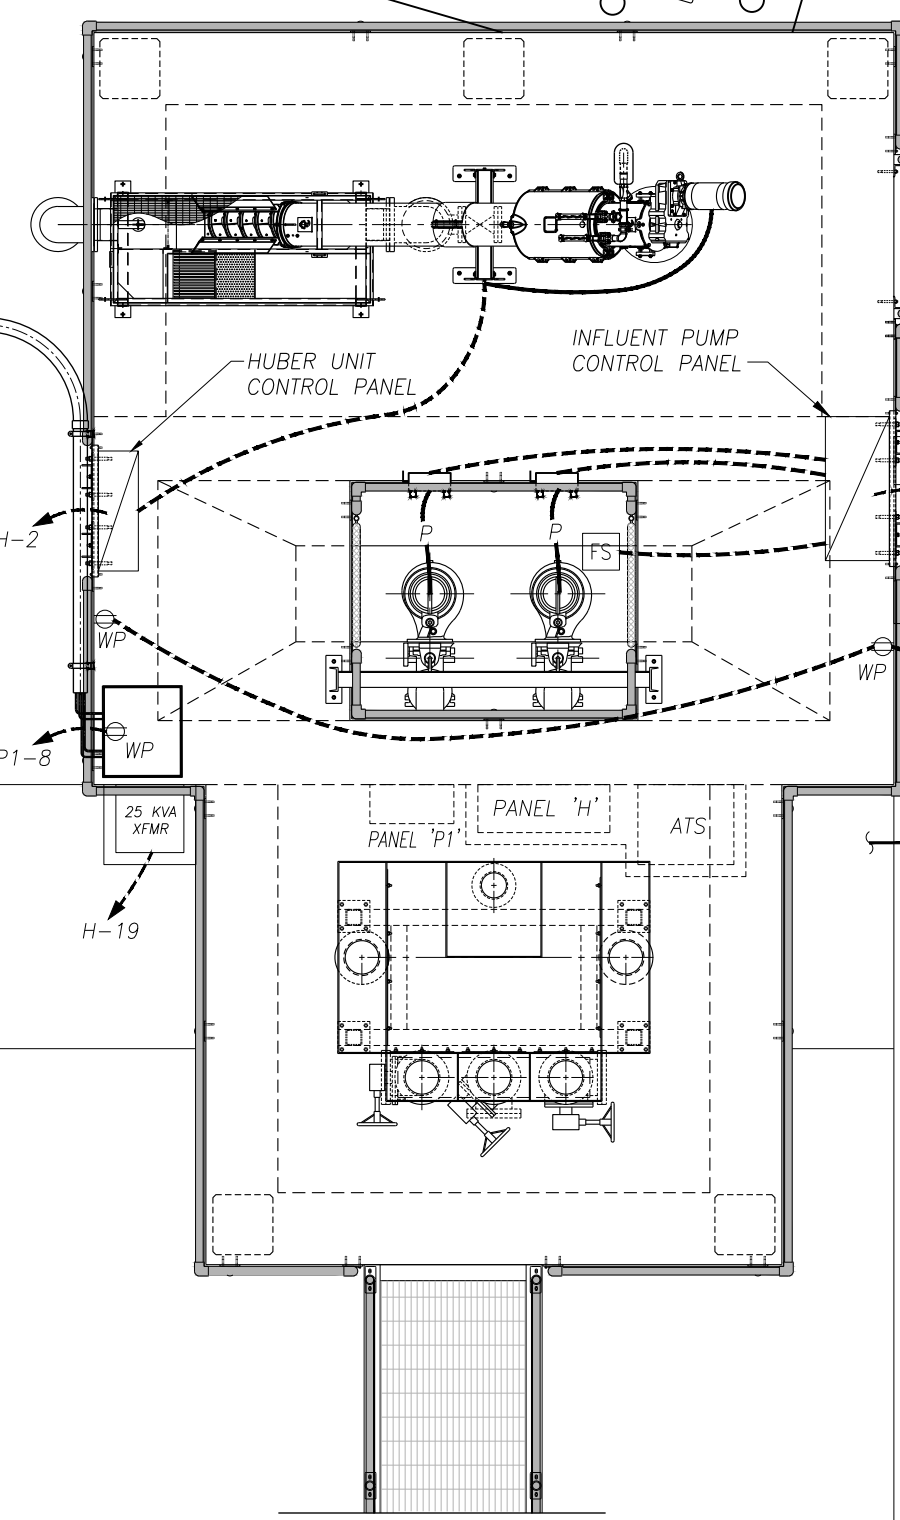 INFLUENT PUMP
CONTROL PANEL
HUBER UNIT
CONTROL PANEL
P
P
FS
H-2
WP
WP
WP
P1-8
25 KVA
XFMR
PANEL 'H'
PANEL 'P1'
ATS
H-19